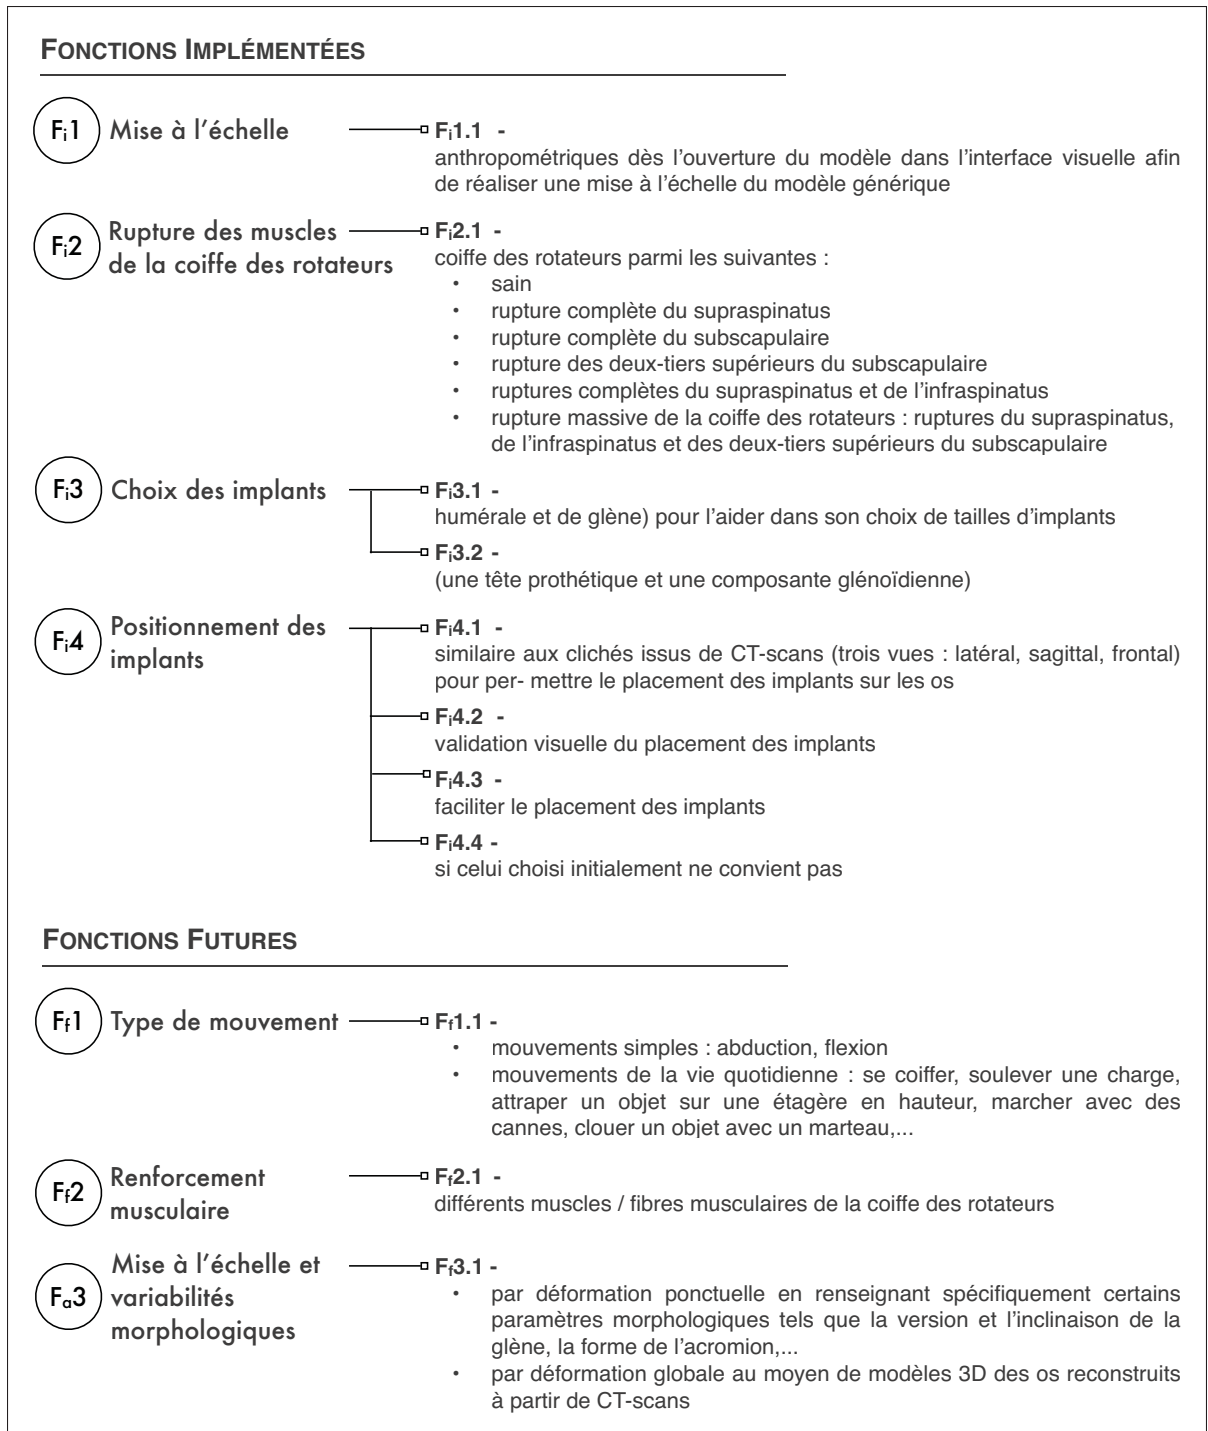 FONCTIONS IMPLÉMENTÉES
Fi1 Mise à l'échelle
Fi1.1 -
anthropométriques dès l'ouverture du modèle dans l'interface visuelle afin
de réaliser une mise à l'échelle du modèle générique
Fi2 Rupture des muscles
de la coiffe des rotateurs
Fi2.1 -
coiffe des rotateurs parmi les suivantes :
• sain
• rupture complète du supraspinatus
• rupture complète du subscapulaire
• rupture des deux-tiers supérieurs du subscapulaire
• ruptures complètes du supraspinatus et de l'infraspinatus
• rupture massive de la coiffe des rotateurs : ruptures du supraspinatus,
de l'infraspinatus et des deux-tiers supérieurs du subscapulaire
Fi3 Choix des implants
Fi3.1 -
humérale et de glène) pour l'aider dans son choix de tailles d'implants
Fi3.2 -
(une tête prothétique et une composante glénoïdienne)
Fi4 Positionnement des
implants
Fi4.1 -
similaire aux clichés issus de CT-scans (trois vues : latéral, sagittal, frontal)
pour per- mettre le placement des implants sur les os
Fi4.2 -
validation visuelle du placement des implants
Fi4.3 -
faciliter le placement des implants
Fi4.4 -
si celui choisi initialement ne convient pas
FONCTIONS FUTURES
Ff1 Type de mouvement
Ff1.1 -
• mouvements simples : abduction, flexion
• mouvements de la vie quotidienne : se coiffer, soulever une charge,
attraper un objet sur une étagère en hauteur, marcher avec des
cannes, clouer un objet avec un marteau,...
Ff2 Renforcement
musculaire
Ff2.1 -
différents muscles / fibres musculaires de la coiffe des rotateurs
Fa3 Mise à l'échelle et
variabilités
morphologiques
Ff3.1 -
• par déformation ponctuelle en renseignant spécifiquement certains
paramètres morphologiques tels que la version et l'inclinaison de la
glène, la forme de l'acromion,...
• par déformation globale au moyen de modèles 3D des os reconstruits
à partir de CT-scans